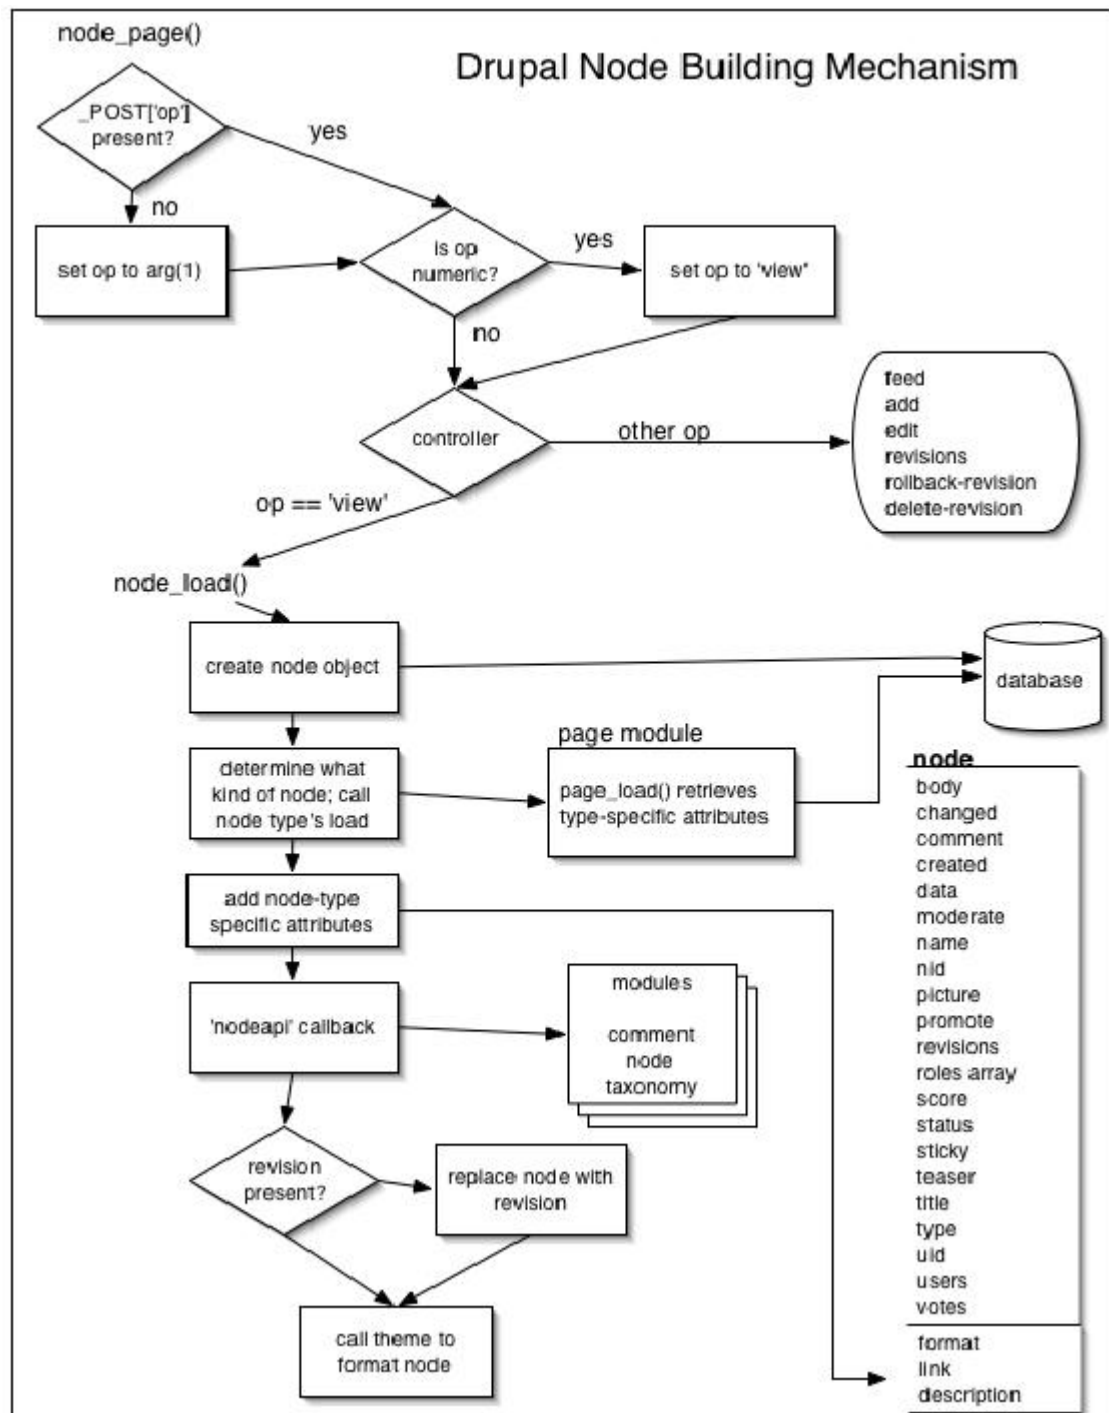 node_page()
Drupal Node Building Mechanism
_POST['op']
present?
yes
no
set op to arg(1)
is op
numeric?
yes
set op to 'view'
no
controller
other op
feed
add
edit
revisions
rollback-revision
delete-revision
op == 'view'
node_load()
create node object
database
determine what
kind of node; call
node type's load
page module
page_load() retrieves
type-specific attributes
add node-type
specific attributes
'nodeapi' callback
modules
comment
node
taxonomy
revision
present?
replace node with
revision
call theme to
format node
node
body
changed
comment
created
data
moderate
name
nid
picture
promote
revisions
roles array
score
status
sticky
teaser
title
type
uid
users
votes
format
link
description